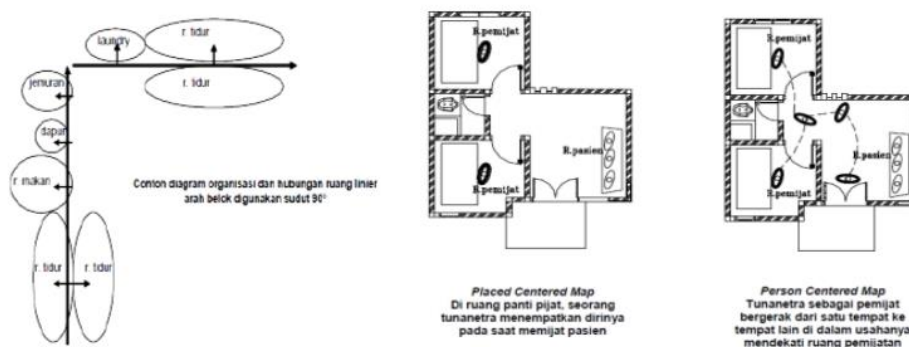 laundry
r. tidur
r. tidur
jemuran
dapur
r. makan
r. tidur
r. tidur
Conton diagram organisasi dan hubungan ruang linier
arah belok digunakan sudut 90°
R.pemijat
R.pasien
R.pemijat
Placed Centered Map
Di ruang panti pijat, seorang
tunanetra menempatkan dirinya
pada saat memijat pasien
R.pemijat
R.pasien
R.pemijat
Person Centered Map
Tunanetra sebagai pemijat
bergerak dari satu tempat ke
tempat lain di dalam usahanya
mendekati ruang pemijatan